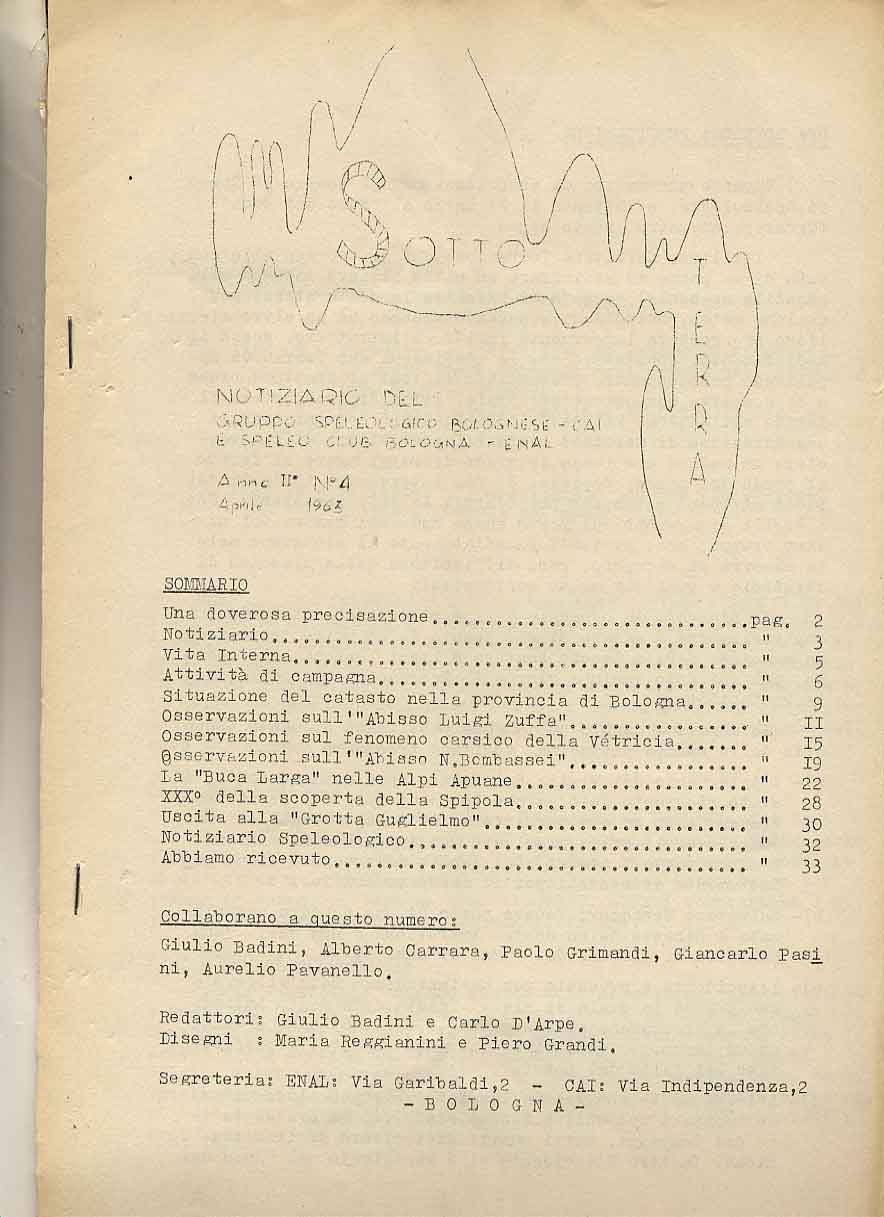 SOTTO
TERRA
NOTIZIARIO DEL
GRUPPO SPELEOLOGICO BOLOGNESE - CAI
E SPELEO CLUB BOLOGNA - ENAL
Anno II° N°4
Aprile 1963
SOMMARIO
Una doverosa precisazione..............................pag. 2
Notiziario............................................. " 3
Vita Interna........................................... " 5
Attività di campagna................................... " 6
Situazione del catasto nella provincia di Bologna...... " 9
Osservazioni sull'"Abisso Luigi Zuffa"................. " II
Osservazioni sul fenomeno carsico della Vétricia....... " I5
Osservazioni sull'"Abisso N.Bombassei"................. " I9
La "Buca Larga" nelle Alpi Apuane...................... " 22
XXX° della scoperta della Spipola...................... " 28
Uscita alla "Grotta Guglielmo"......................... " 30
Notiziario Speleologico................................ " 32
Abbiamo ricevuto....................................... " 33
Collaborano a questo numero:
Giulio Badini, Alberto Carrara, Paolo Grimandi, Giancarlo Pasi
ni, Aurelio Pavanello.
Redattori: Giulio Badini e Carlo D'Arpe.
Disegni : Maria Reggianini e Piero Grandi.
Segreteria: ENAL: Via Garibaldi,2 - CAI: Via Indipendenza,2
- B O L O G N A -